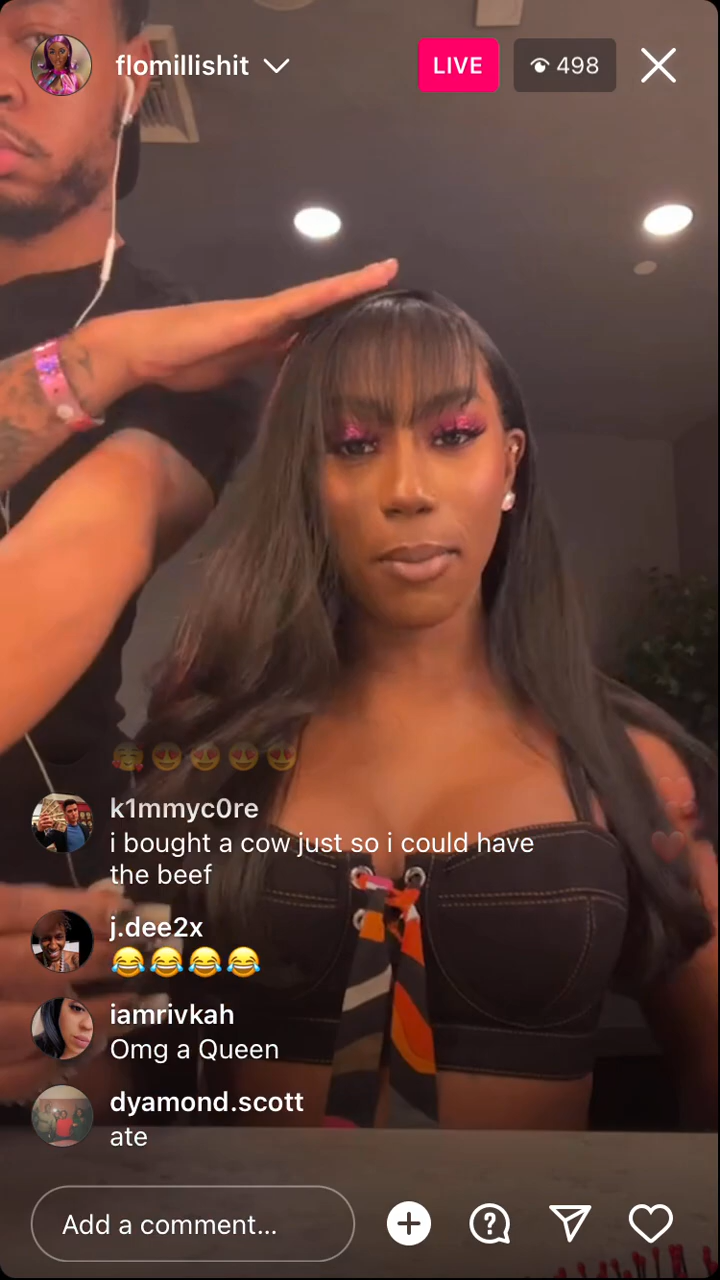 flomillishit
LIVE
498
🥰😍😍😍😍
k1mmyc0re
i bought a cow just so i could have
the beef
j.dee2x
😂😂😂😂
iamrivkah
Omg a Queen
dyamond.scott
ate
Add a comment...